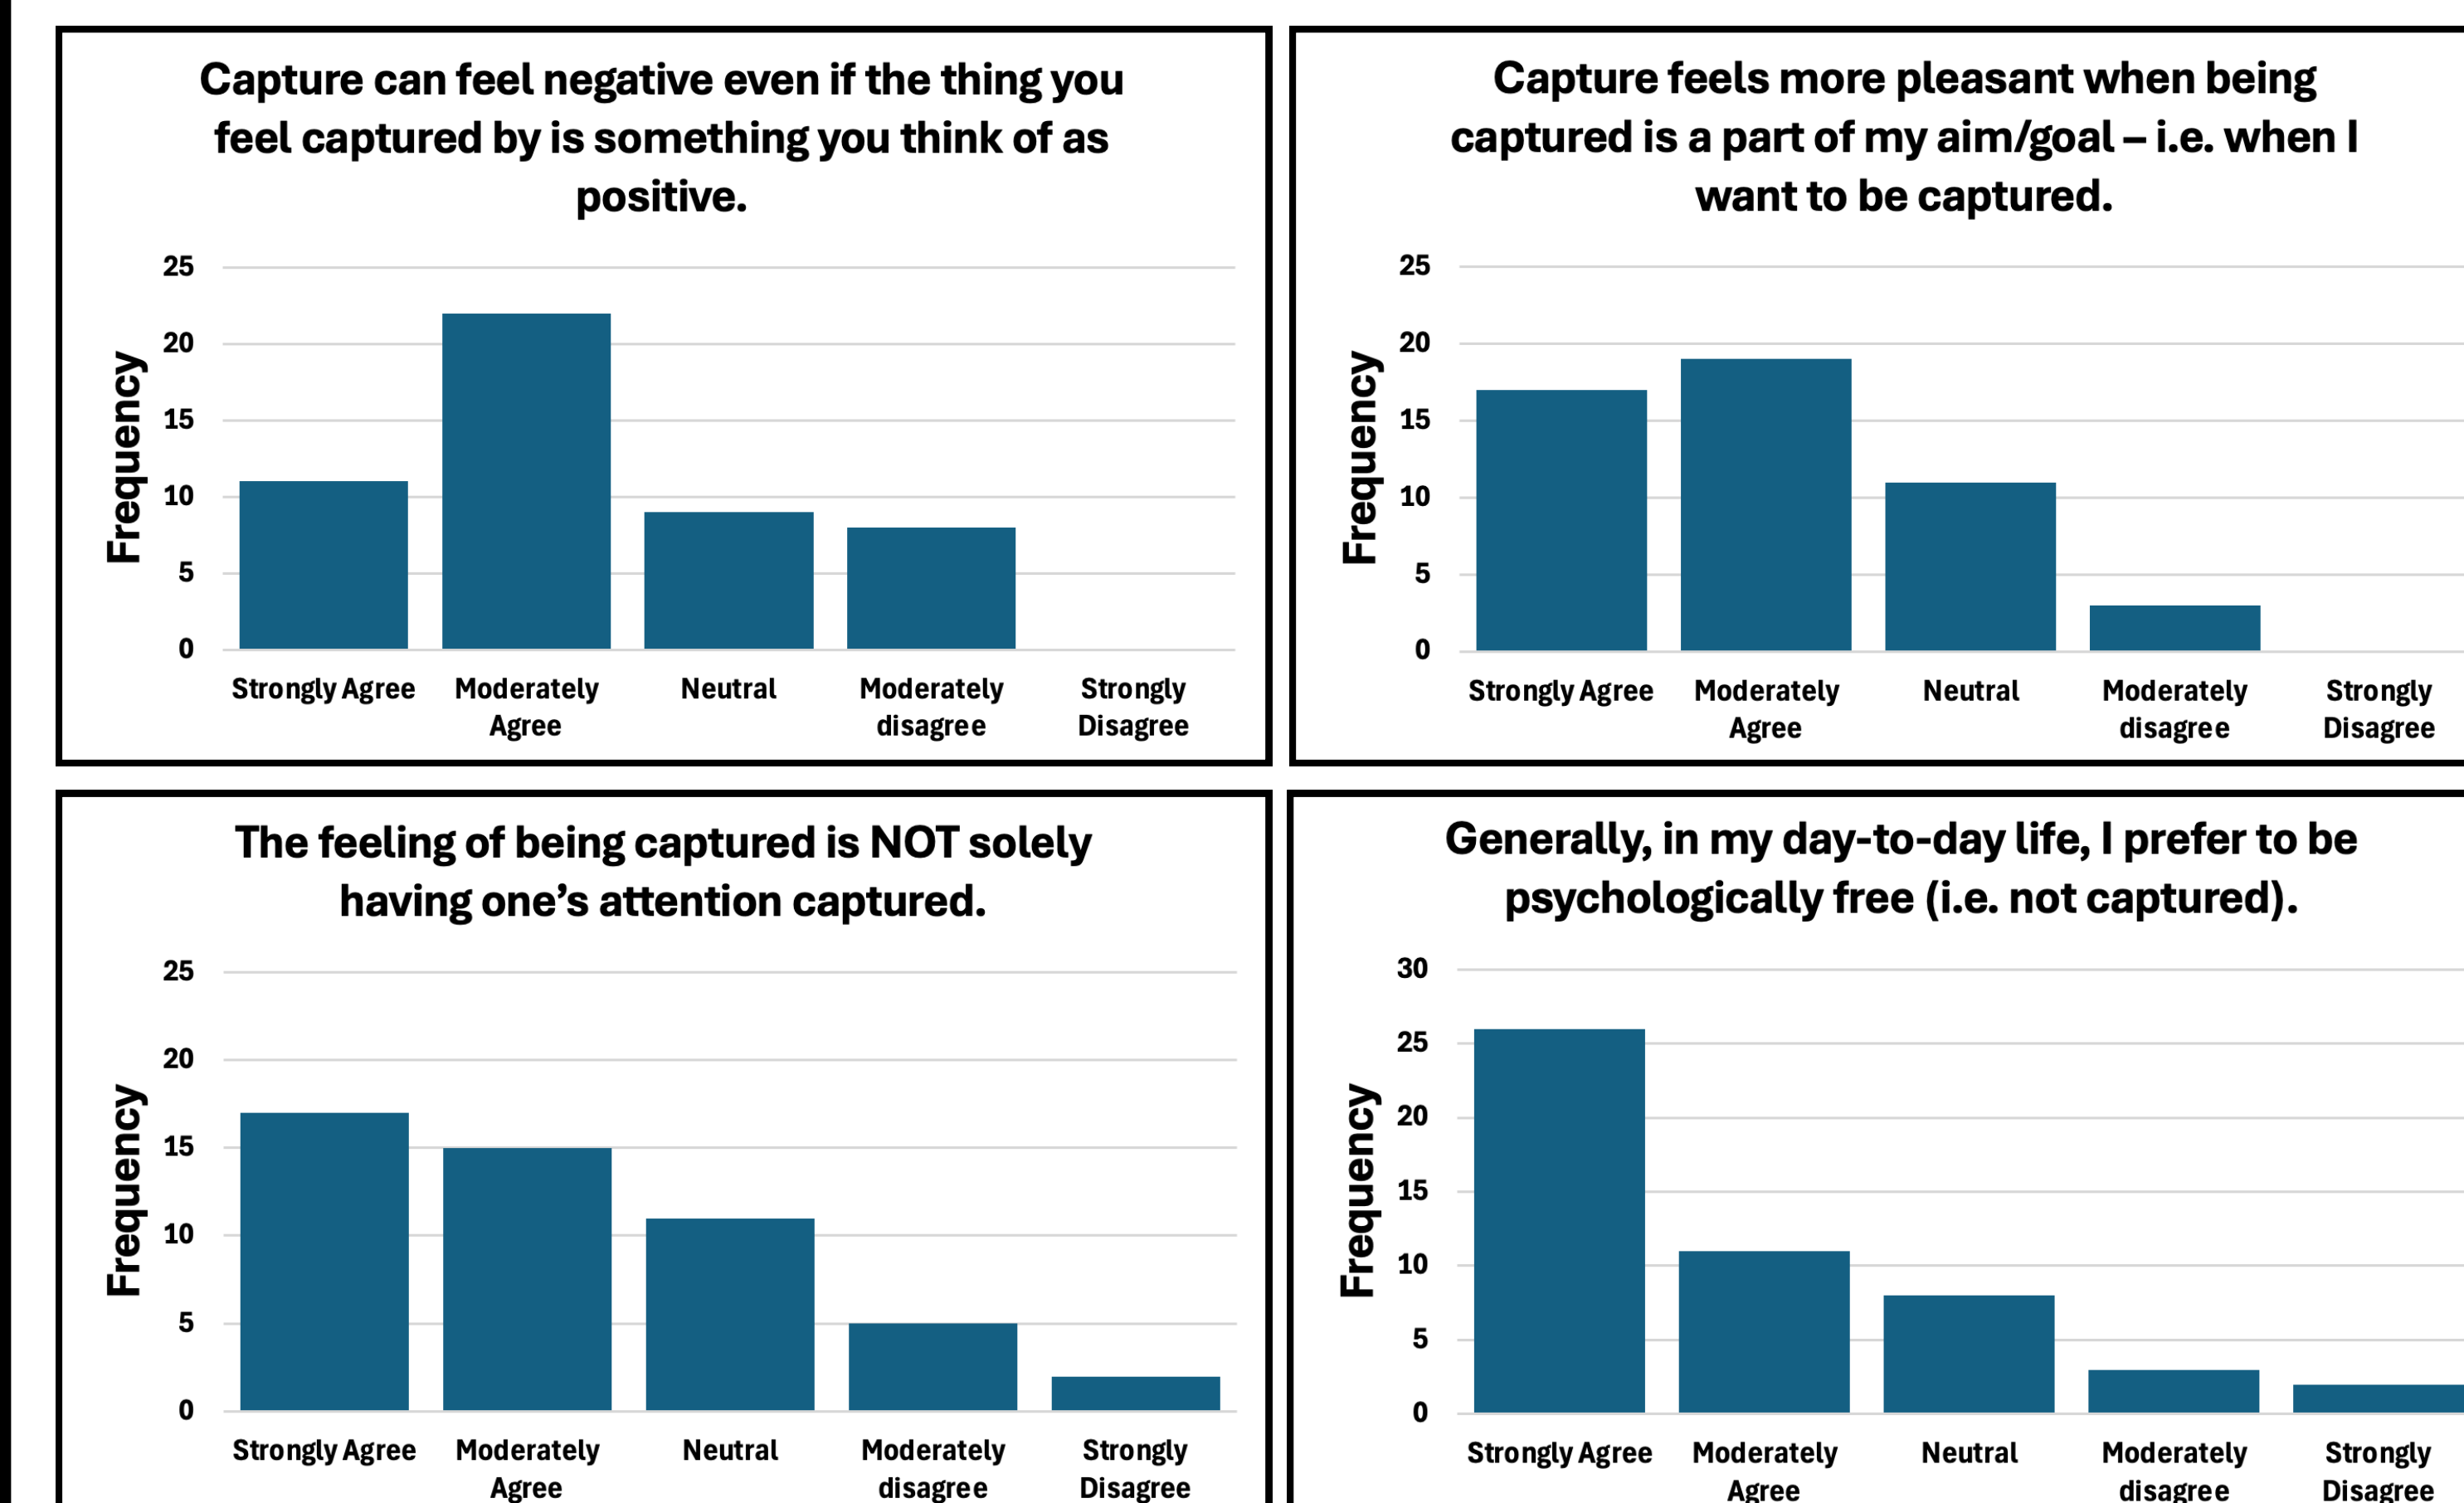 Capture can feel negative even if the thing you
feel captured by is something you think of as
positive.
Frequency
25
20
15
10
5
0
Strongly Agree
Moderately
Agree
Neutral
Moderately
disagree
Strongly
Disagree
Capture feels more pleasant when being
captured is a part of my aim/goal – i.e. when I
want to be captured.
Frequency
25
20
15
10
5
0
Strongly Agree
Moderately
Agree
Neutral
Moderately
disagree
Strongly
Disagree
The feeling of being captured is NOT solely
having one’s attention captured.
Frequency
25
20
15
10
5
0
Strongly Agree
Moderately
Agree
Neutral
Moderately
disagree
Strongly
Disagree
Generally, in my day-to-day life, I prefer to be
psychologically free (i.e. not captured).
Frequency
30
25
20
15
10
5
0
Strongly Agree
Moderately
Agree
Neutral
Moderately
disagree
Strongly
Disagree